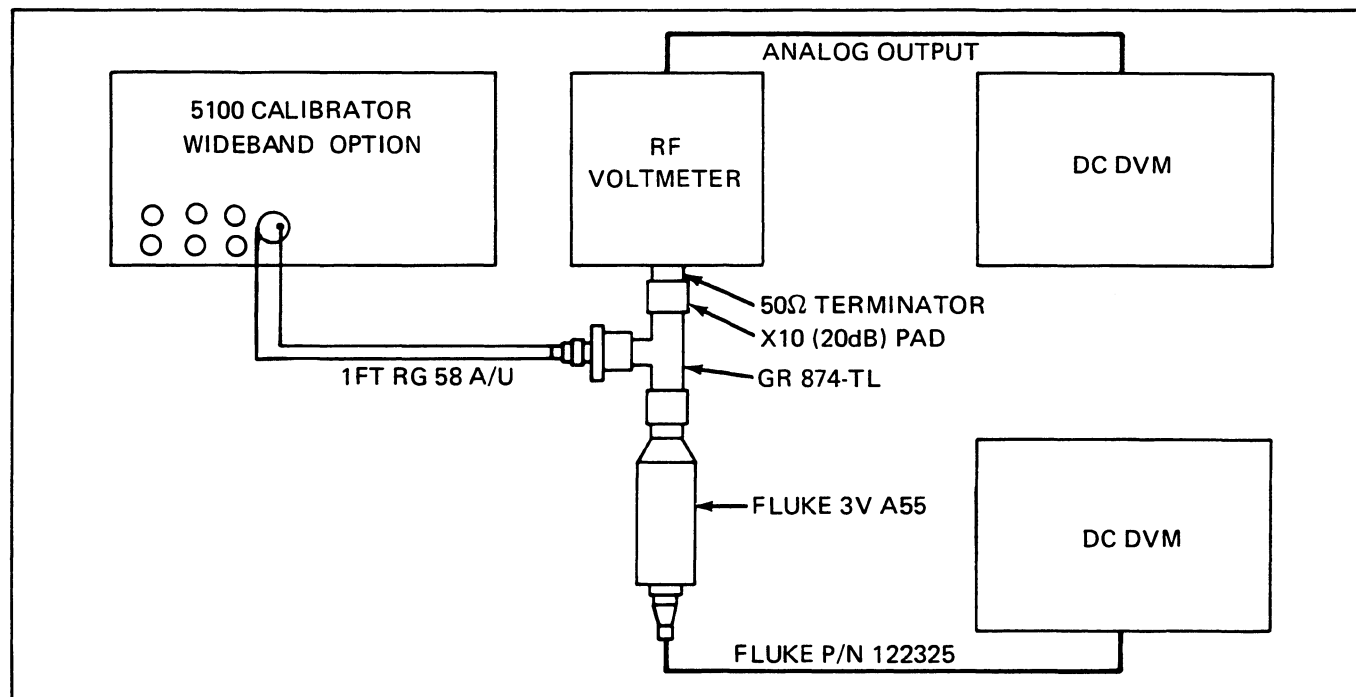 ANALOG OUTPUT
5100 CALIBRATOR
WIDEBAND OPTION
RF
VOLTMETER
DC DVM
50Ω TERMINATOR
X10 (20dB) PAD
GR 874-TL
1FT RG 58 A/U
FLUKE 3V A55
DC DVM
FLUKE P/N 122325